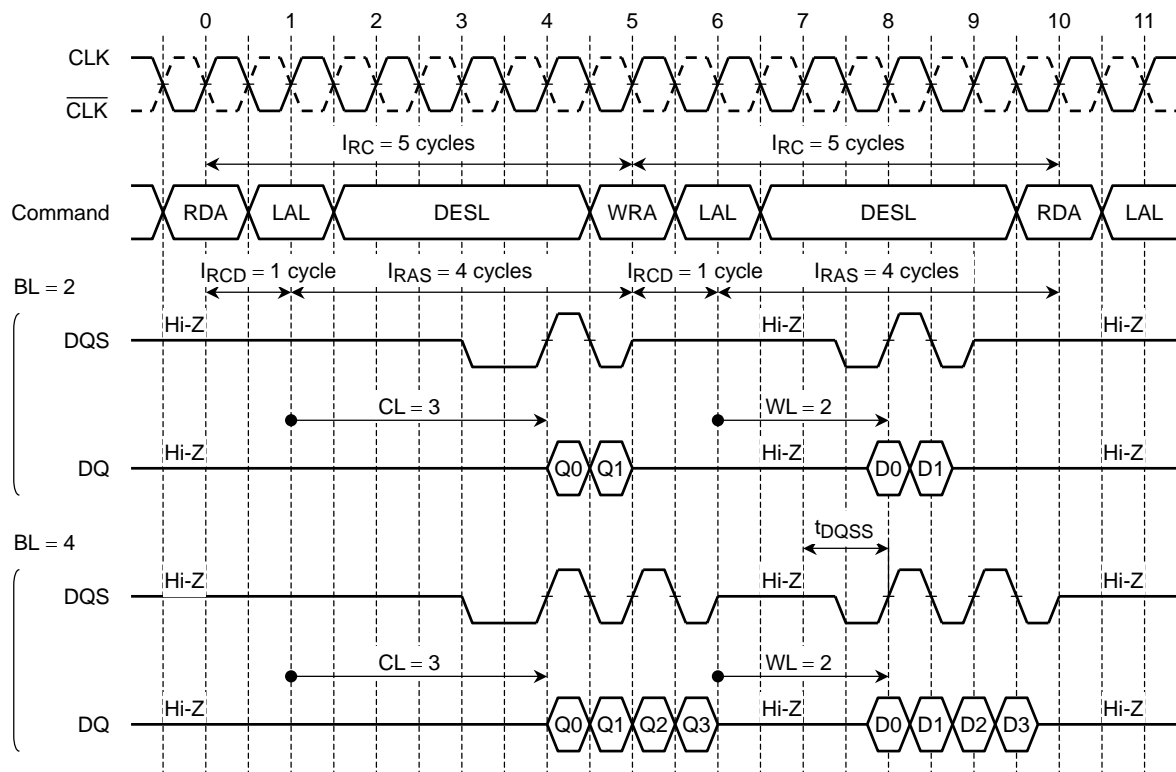 0 1 2 3 4 5 6 7 8 9 10 11
CLK
CLK
IRC = 5 cycles IRC = 5 cycles
Command RDA LAL DESL WRA LAL DESL RDA LAL
IRCD = 1 cycle IRAS = 4 cycles IRCD = 1 cycle IRAS = 4 cycles
BL = 2
Hi-Z Hi-Z Hi-Z
DQS
CL = 3 WL = 2
Hi-Z Hi-Z Hi-Z
DQ Q0 Q1 D0 D1
tDQSS
BL = 4
Hi-Z Hi-Z Hi-Z
DQS
CL = 3 WL = 2
Hi-Z Hi-Z Hi-Z
DQ Q0 Q1 Q2 Q3 D0 D1 D2 D3